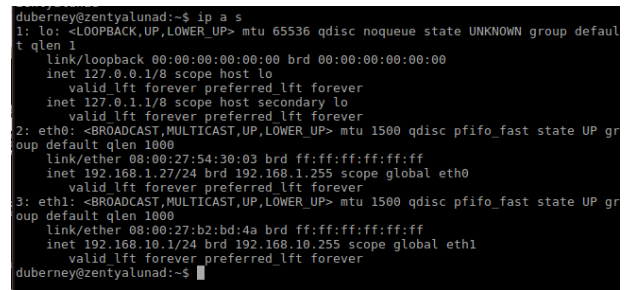 duberney@zentyalunad:~$ ip a s
1: lo: <LOOPBACK,UP,LOWER_UP> mtu 65536 qdisc noqueue state UNKNOWN group defaul
t qlen 1
    link/loopback 00:00:00:00:00:00 brd 00:00:00:00:00:00
    inet 127.0.0.1/8 scope host lo
       valid_lft forever preferred_lft forever
    inet 127.0.1.1/8 scope host secondary lo
       valid_lft forever preferred_lft forever
2: eth0: <BROADCAST,MULTICAST,UP,LOWER_UP> mtu 1500 qdisc pfifo_fast state UP gr
oup default qlen 1000
    link/ether 08:00:27:54:30:03 brd ff:ff:ff:ff:ff:ff
    inet 192.168.1.27/24 brd 192.168.1.255 scope global eth0
       valid_lft forever preferred_lft forever
3: eth1: <BROADCAST,MULTICAST,UP,LOWER_UP> mtu 1500 qdisc pfifo_fast state UP gr
oup default qlen 1000
    link/ether 08:00:27:b2:bd:4a brd ff:ff:ff:ff:ff:ff
    inet 192.168.10.1/24 brd 192.168.10.255 scope global eth1
       valid_lft forever preferred_lft forever
duberney@zentyalunad:~$